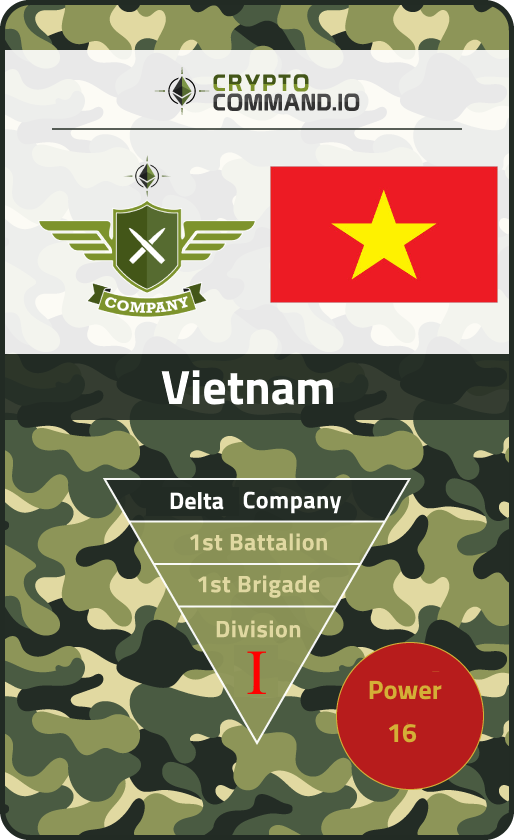 CRYPTO
COMMAND.IO
COMPANY
Vietnam
Delta Company
1st Battalion
1st Brigade
Division
I
Power
16